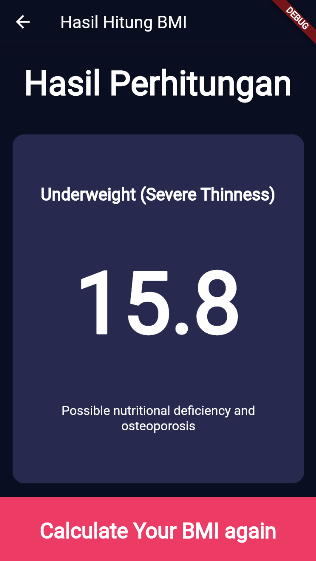 Hasil Hitung BMI
DEBUG
Hasil Perhitungan
Underweight (Severe Thinness)
15.8
Possible nutritional deficiency and
osteoporosis
Calculate Your BMI again